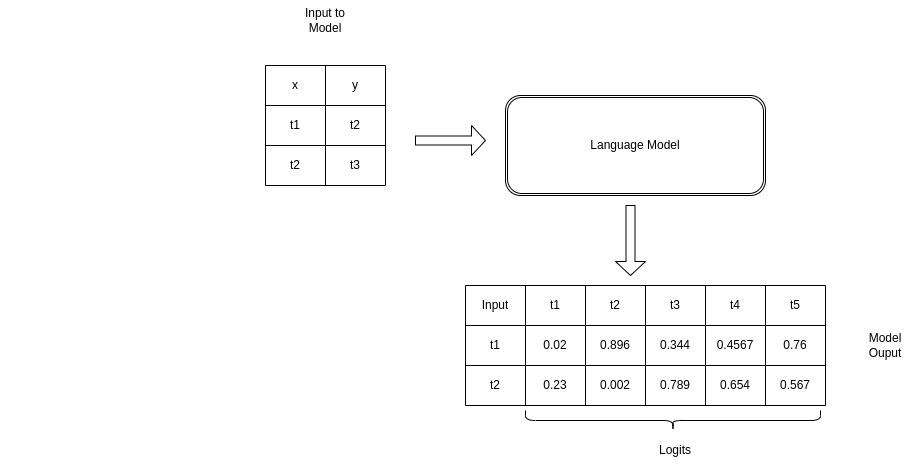 Input to
Model
x y
t1 t2
t2 t3
Language Model
Input t1 t2 t3 t4 t5
t1 0.02 0.896 0.344 0.4567 0.76
t2 0.23 0.002 0.789 0.654 0.567
Model
Ouput
Logits